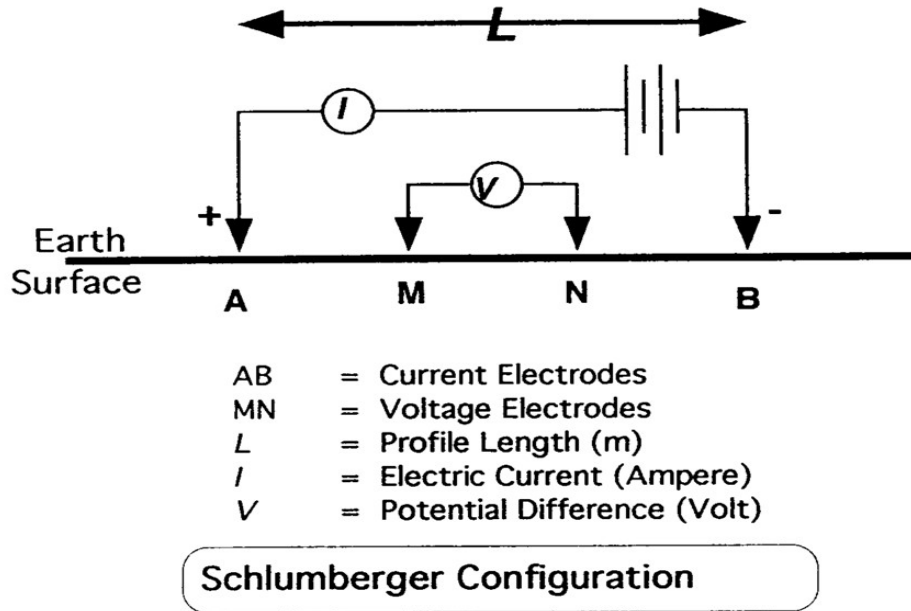 L
I
V
+
-
Earth
Surface
A M N B
AB = Current Electrodes
MN = Voltage Electrodes
L = Profile Length (m)
I = Electric Current (Ampere)
V = Potential Difference (Volt)
Schlumberger Configuration